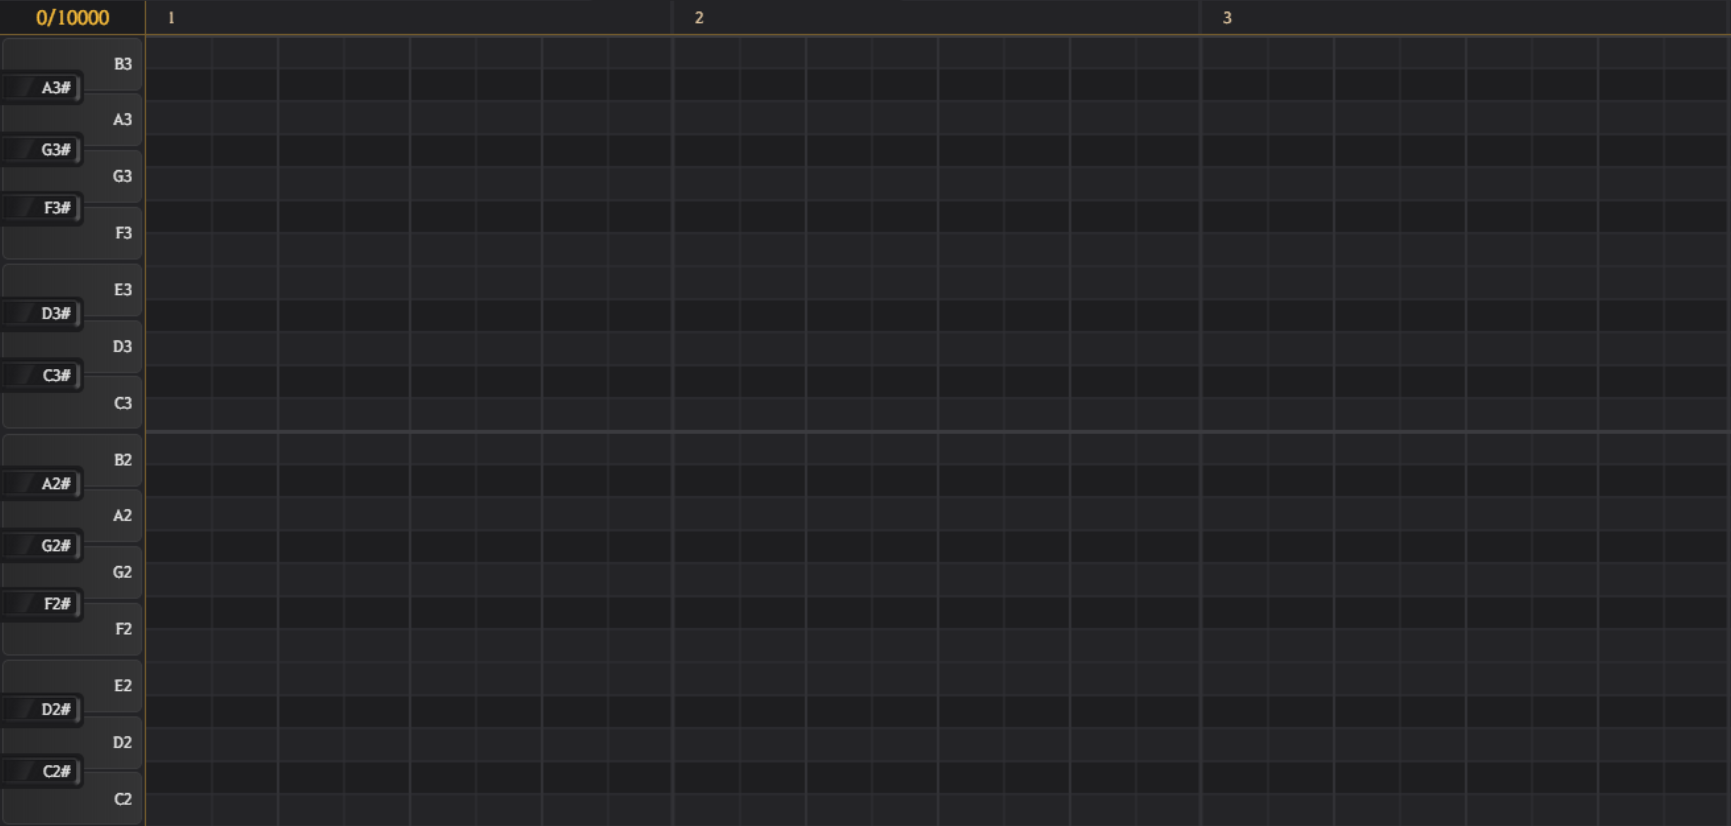 0/10000 1 2 3
B3
A3#
A3
G3#
G3
F3#
F3
E3
D3#
D3
C3#
C3
B2
A2#
A2
G2#
G2
F2#
F2
E2
D2#
D2
C2#
C2